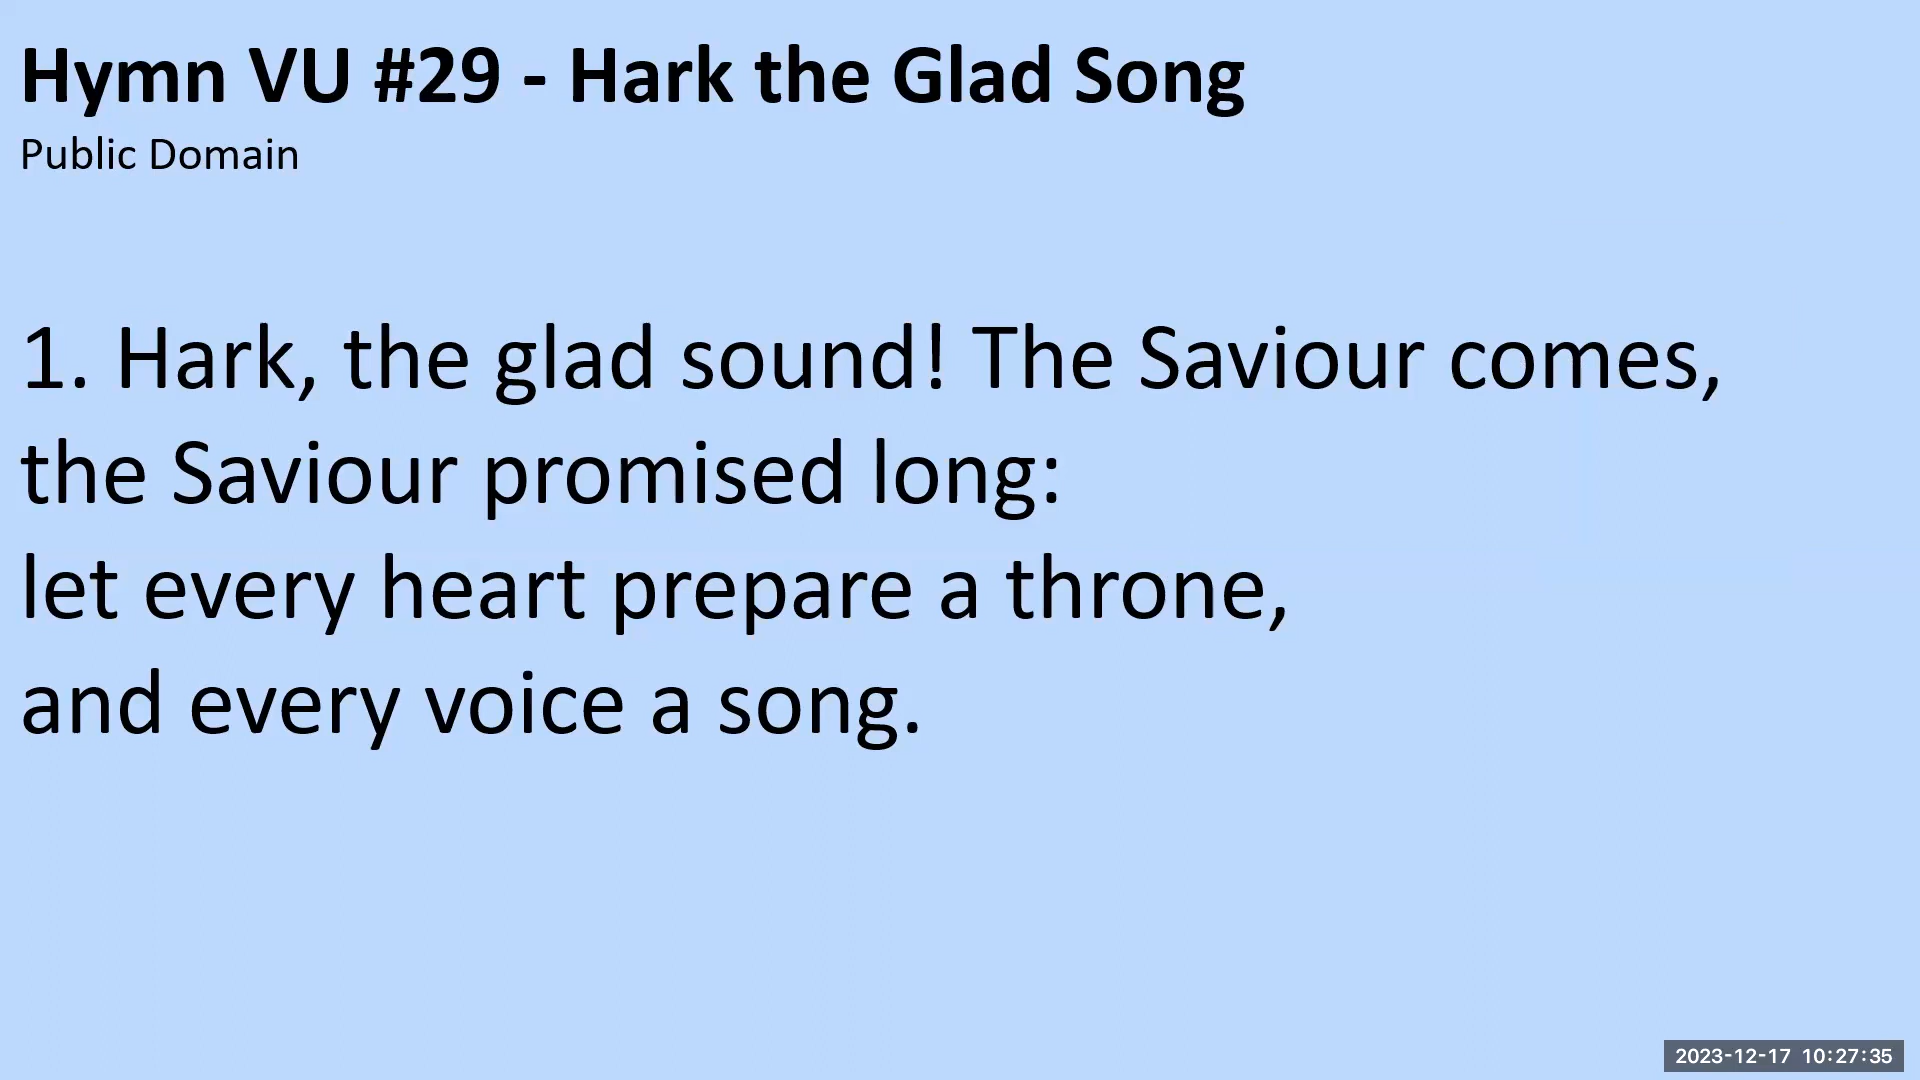 Hymn VU #29 - Hark the Glad Song
Public Domain
1. Hark, the glad sound! The Saviour comes,
the Saviour promised long:
let every heart prepare a throne,
and every voice a song.
2023-12-17 10:27:35